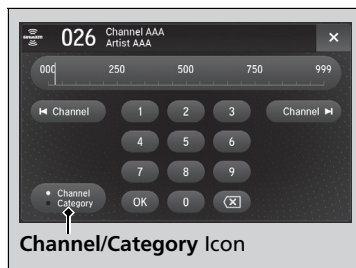 SiriusXM
026 Channel AAA
Artist AAA
×
000 250 500 750 999
Channel 1 2 3 Channel
4 5 6
7 8 9
• Channel
• Category
OK 0
Channel/Category Icon